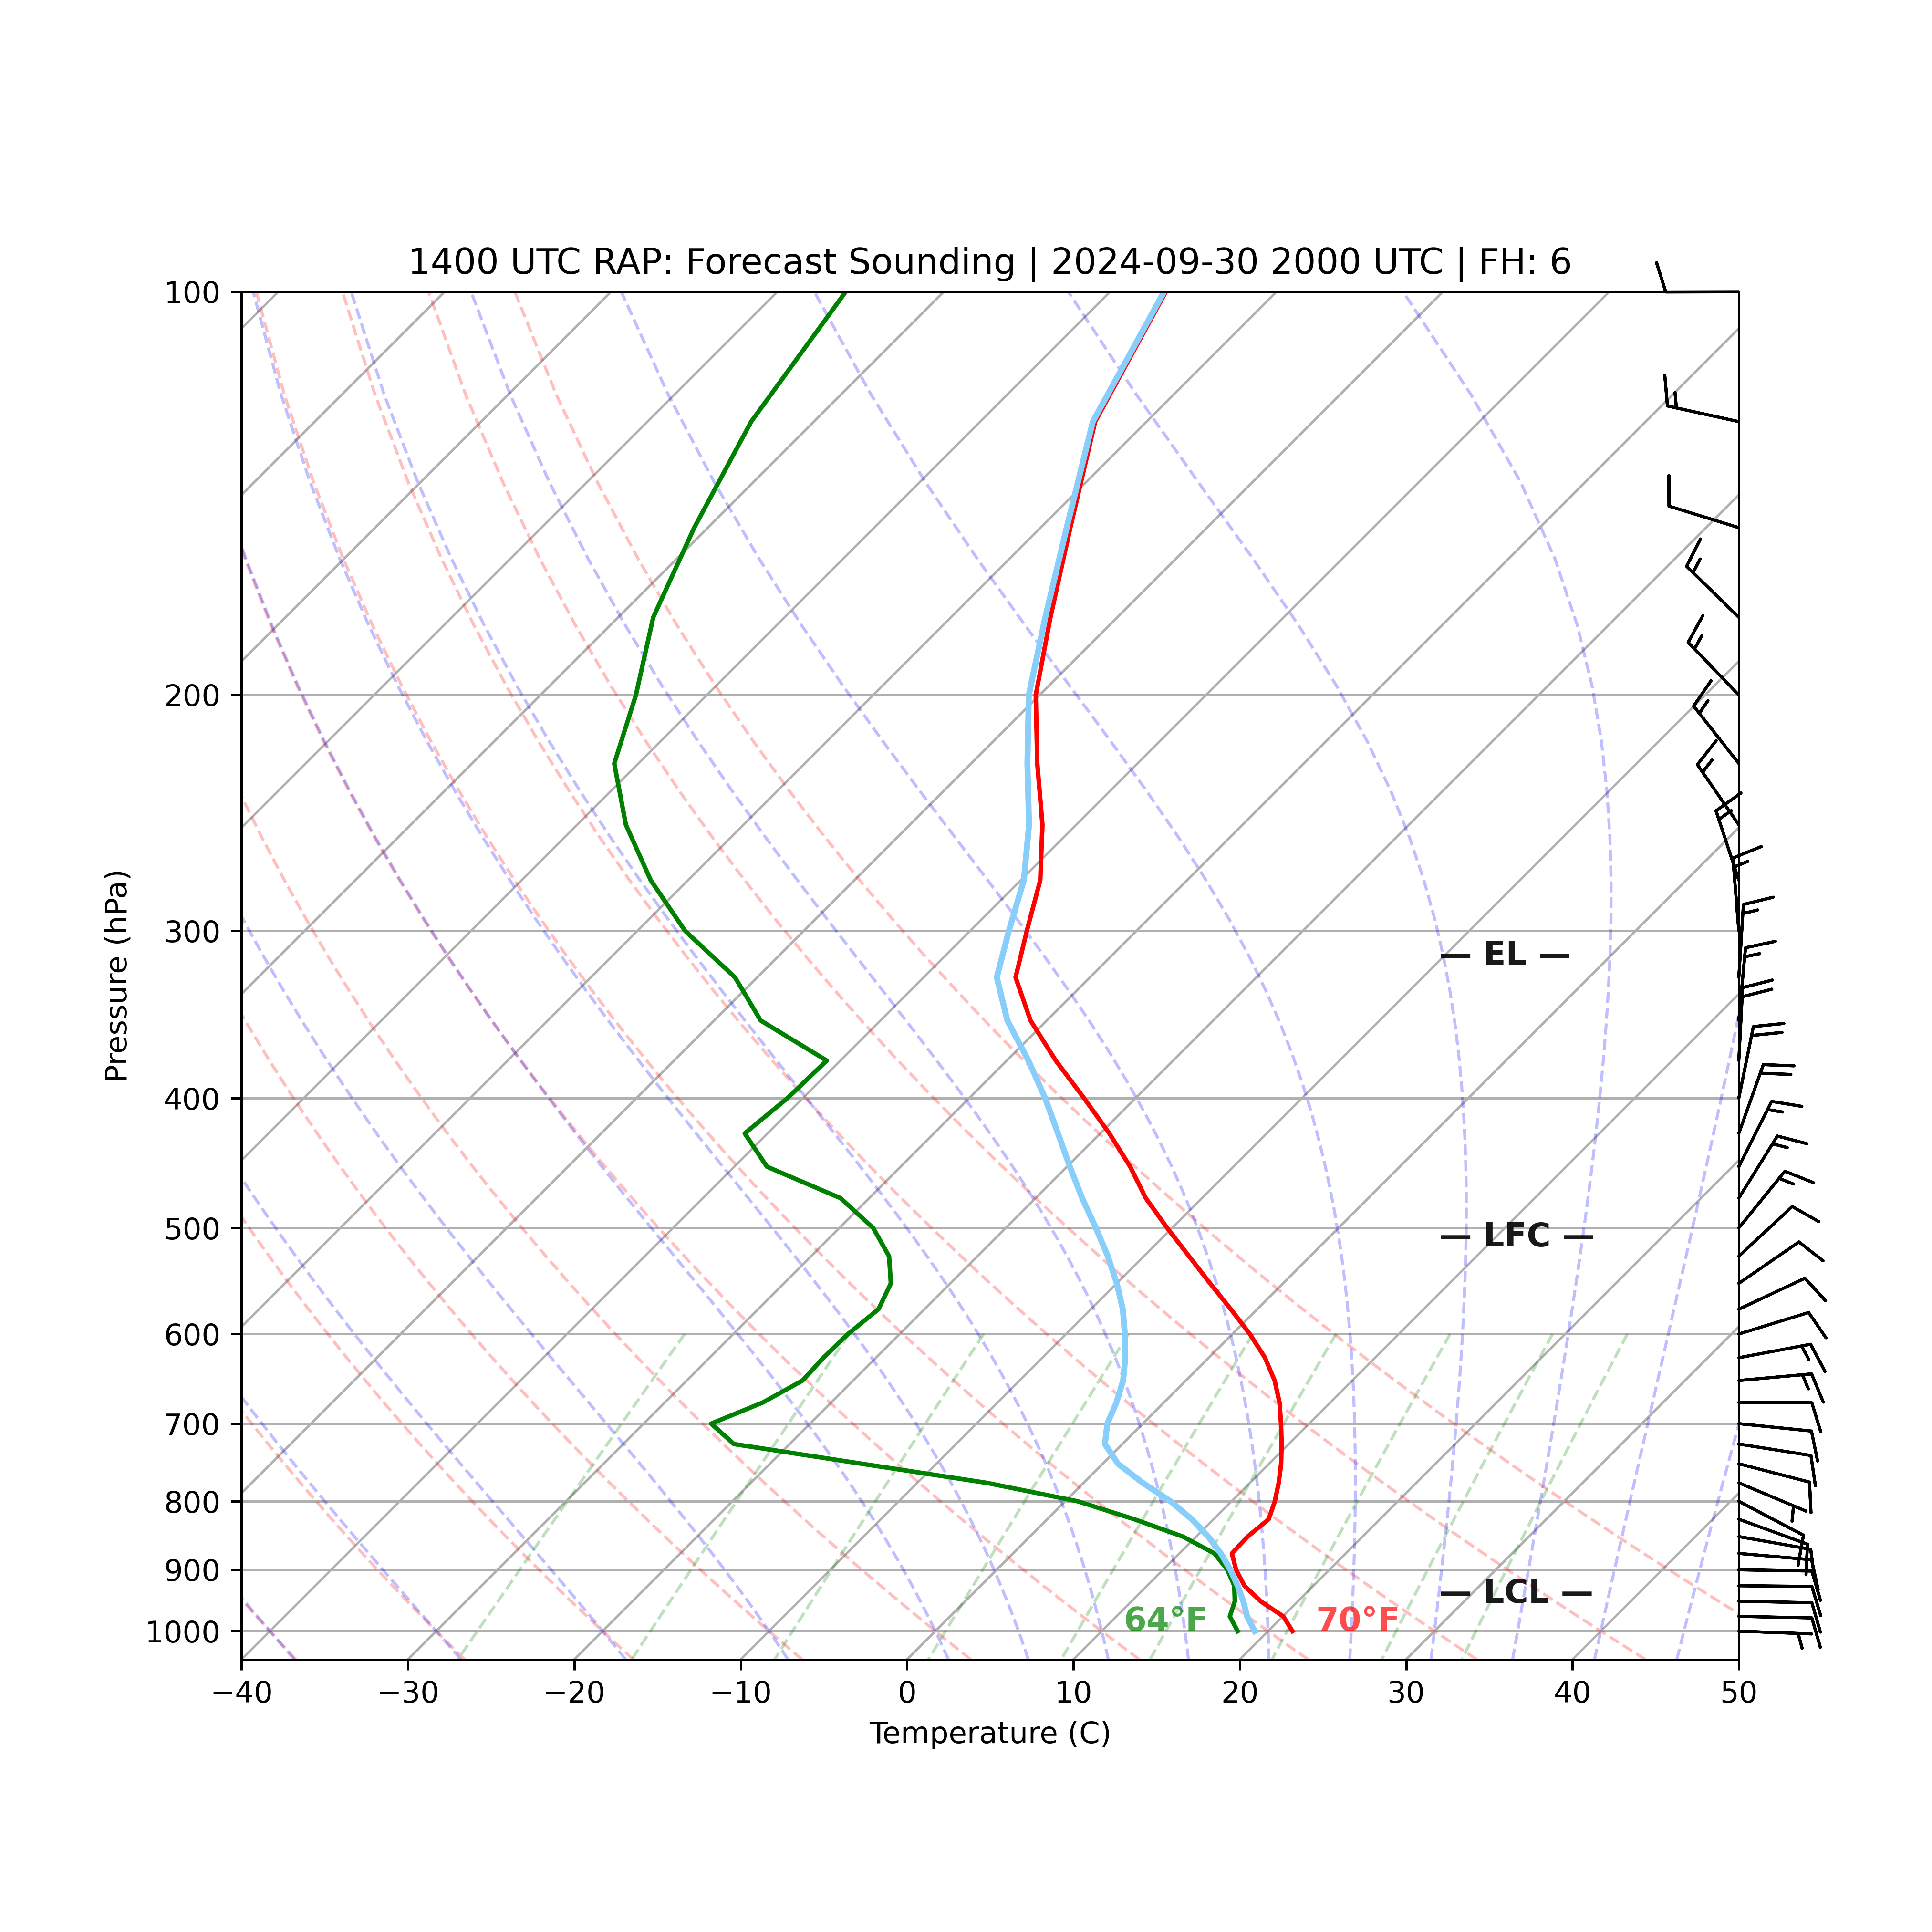 1400 UTC RAP: Forecast Sounding | 2024-09-30 2000 UTC | FH: 6
100
200
300
400
500
600
700
800
900
1000
Pressure (hPa)
— EL —
— LFC —
— LCL —
64°F
70°F
−40 −30 −20 −10 0 10 20 30 40 50
Temperature (C)